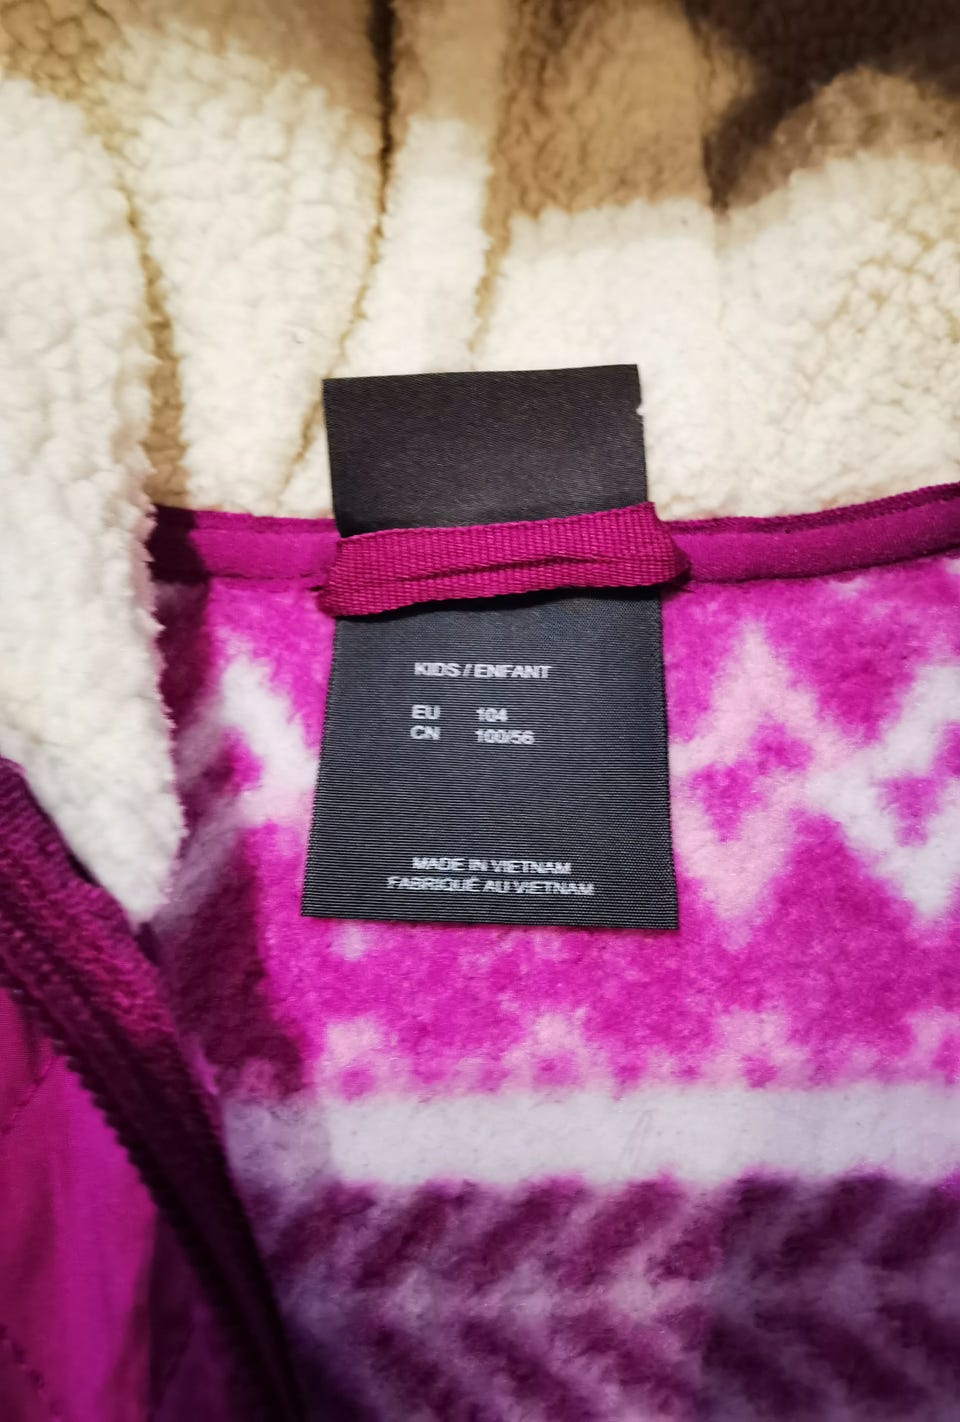 KIDS / ENFANT
EU 104
CN 100/56
MADE IN VIETNAM
FABRIQUÉ AU VIETNAM